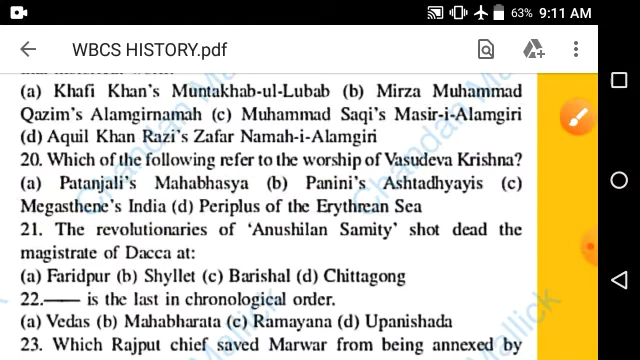 63% 9:11 AM
WBCS HISTORY.pdf
(a) Khafi Khan's Muntakhab-ul-Lubab (b) Mirza Muhammad
Qazim's Alamgirnamah (c) Muhammad Saqi's Masir-i-Alamgiri
(d) Aquil Khan Razi's Zafar Namah-i-Alamgiri
20. Which of the following refer to the worship of Vasudeva Krishna?
(a) Patanjali's Mahabhasya (b) Panini's Ashtadhyayis (c)
Megasthene's India (d) Periplus of the Erythrean Sea
21. The revolutionaries of 'Anushilan Samity' shot dead the
magistrate of Dacca at:
(a) Faridpur (b) Shyllet (c) Barishal (d) Chittagong
22.—— is the last in chronological order.
(a) Vedas (b) Mahabharata (c) Ramayana (d) Upanishada
23. Which Rajput chief saved Marwar from being annexed by